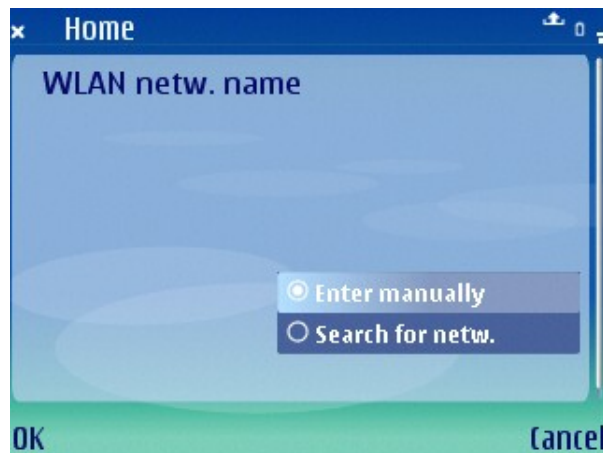 Home
WLAN netw. name
Enter manually
Search for netw.
OK
Cancel